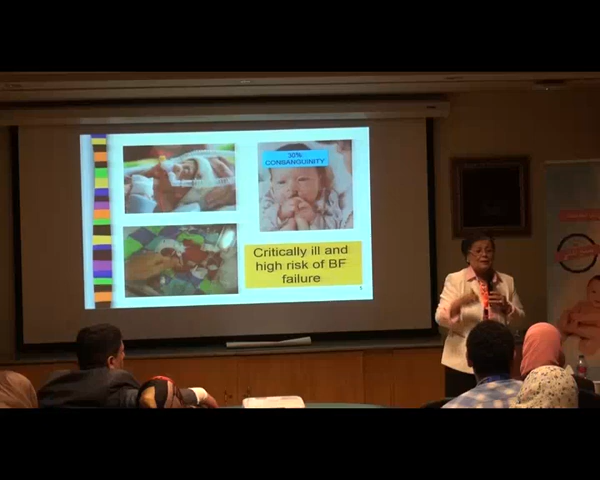 30%
CONSANGUINITY
Critically ill and
high risk of BF
failure